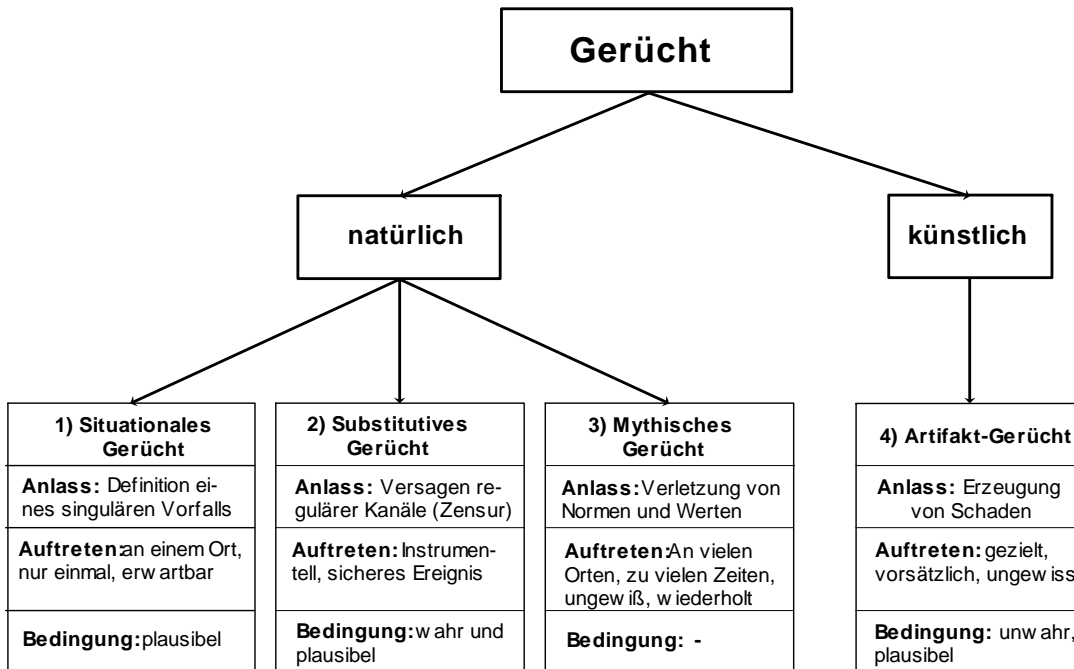 Gerücht
natürlich
künstlich
1) Situationales
Gerücht
Anlass: Definition ei-
nes singulären Vorfalls
Auftreten:an einem Ort,
nur einmal, erwartbar
Bedingung:plausibel
2) Substitutives
Gerücht
Anlass: Versagen re-
gulärer Kanäle (Zensur)
Auftreten:Instrumen-
tell, sicheres Ereignis
Bedingung:wahr und
plausibel
3) Mythisches
Gerücht
Anlass:Verletzung von
Normen und Werten
Auftreten:An vielen
Orten, zu vielen Zeiten,
ungewiß, wiederholt
Bedingung: -
4) Artifakt-Gerücht
Anlass: Erzeugung
von Schaden
Auftreten: gezielt,
vorsätzlich, ungewiss
Bedingung: unwahr,
plausibel